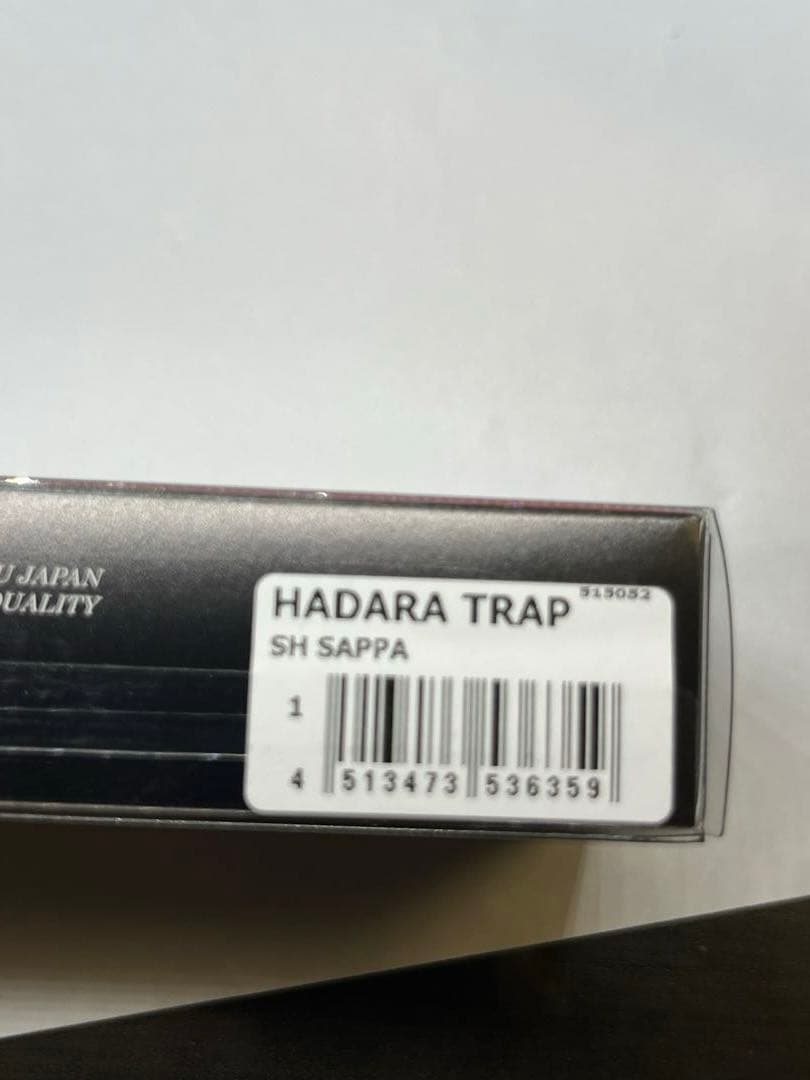 U JAPAN
QUALITY
HADARA TRAP
515052
SH SAPPA
1
4 513473 536359